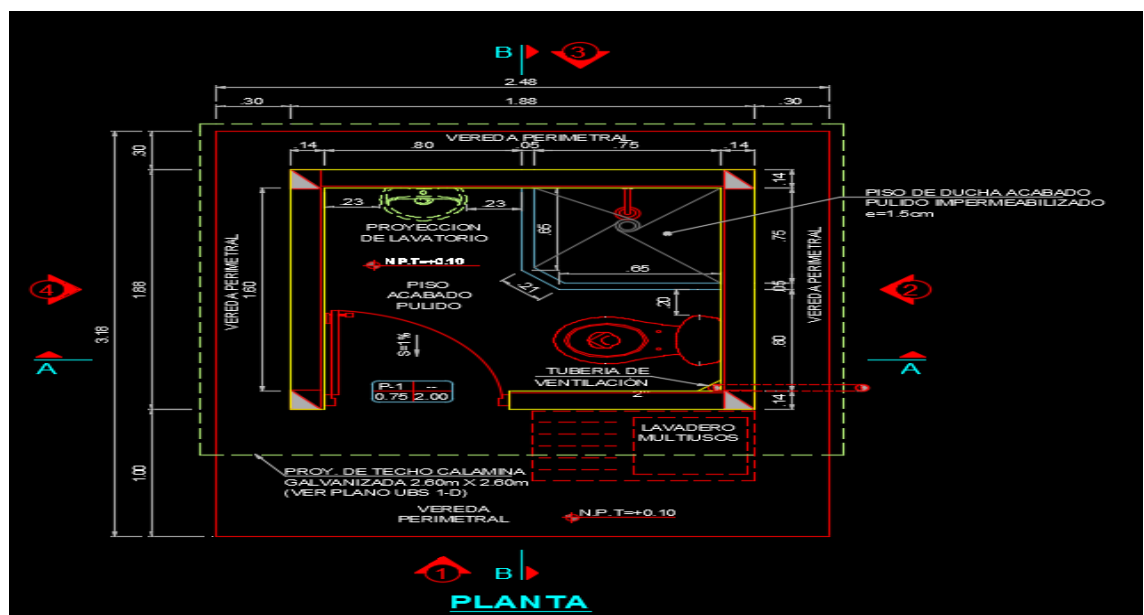 B
3
2.48
.30
1.88
.30
VEREDA PERIMETRAL
.30
.14
.80
.05
.75
.14
.14
PISO DE DUCHA ACABADO
PULIDO IMPERMEABILIZADO
e=1.5cm
.23
.23
PROYECCION
DE LAVATORIO
.65
.75
N.P.T=+0.10
.65
VEREDA PERIMETRAL
1.60
1.88
3.18
4
2
VEREDA PERIMETRAL
PISO
ACABADO
PULIDO
.21
.05
.20
S=1%
.80
A
A
TUBERIA DE
VENTILACIÓN
2"
P-1
--
0.75
2.00
.14
LAVADERO
MULTIUSOS
1.00
PROY. DE TECHO CALAMINA
GALVANIZADA 2.60m X 2.60m
(VER PLANO UBS 1-D)
VEREDA
PERIMETRAL
N.P.T=+0.10
1
B
PLANTA